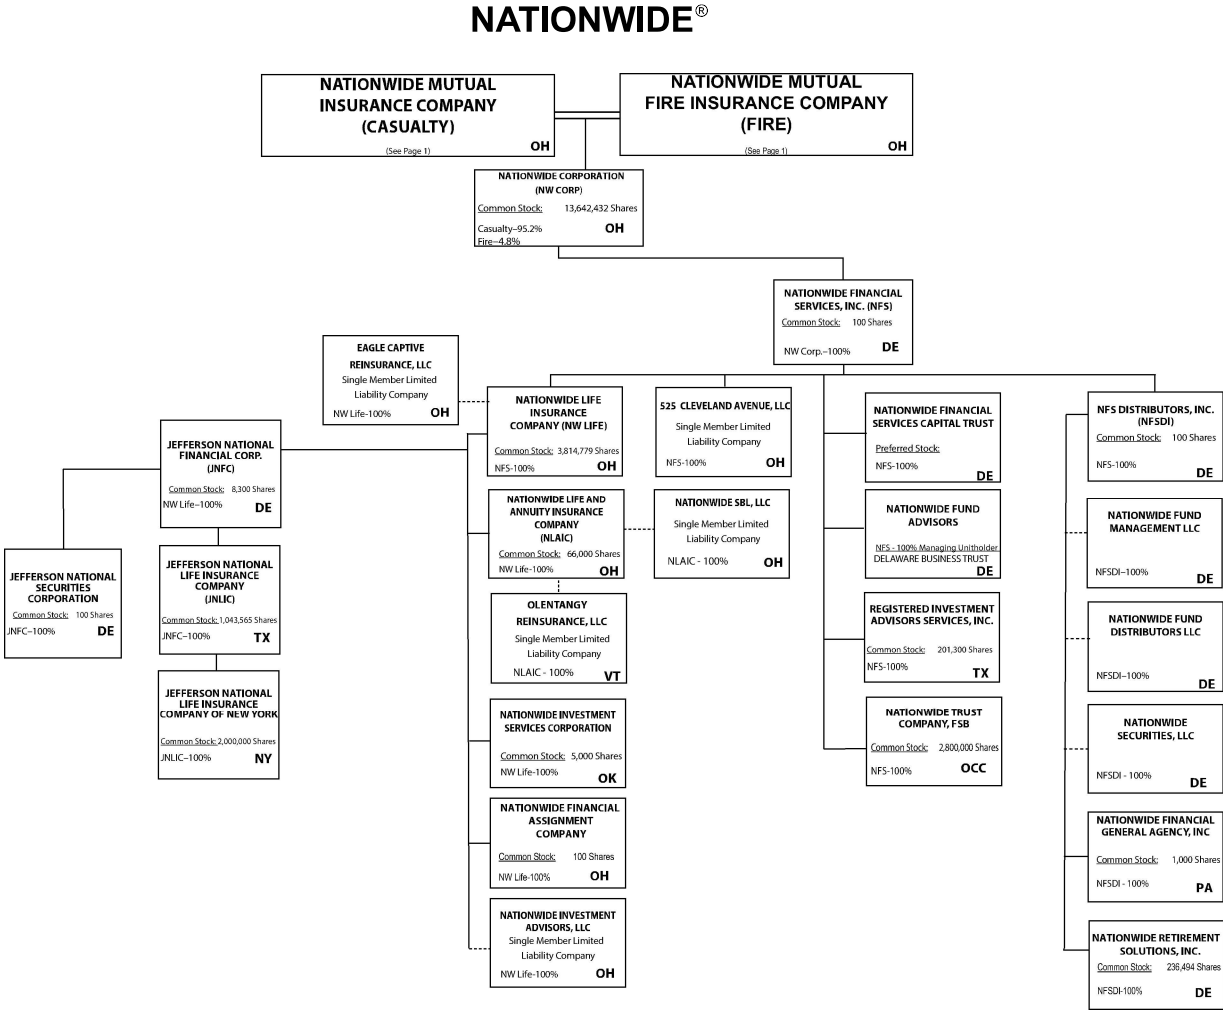 NATIONWIDE®
NATIONWIDE MUTUAL
INSURANCE COMPANY
(CASUALTY)
(See Page 1)
OH
NATIONWIDE MUTUAL
FIRE INSURANCE COMPANY
(FIRE)
(See Page 1)
OH
NATIONWIDE CORPORATION
(NW CORP)
Common Stock: 13,642,432 Shares
Casualty–95.2%
OH
Fire–4.8%
NATIONWIDE FINANCIAL
SERVICES, INC. (NFS)
Common Stock: 100 Shares
NW Corp.–100%
DE
EAGLE CAPTIVE
REINSURANCE, LLC
Single Member Limited
Liability Company
NW Life-100%
OH
NATIONWIDE LIFE
INSURANCE
COMPANY (NW LIFE)
Common Stock: 3,814,779 Shares
NFS-100%
OH
525 CLEVELAND AVENUE, LLC
Single Member Limited
Liability Company
NFS-100%
OH
NATIONWIDE FINANCIAL
SERVICES CAPITAL TRUST
Preferred Stock:
NFS-100%
DE
NFS DISTRIBUTORS, INC.
(NFSDI)
Common Stock: 100 Shares
NFS-100%
DE
JEFFERSON NATIONAL
FINANCIAL CORP.
(JNFC)
Common Stock: 8,300 Shares
NW Life–100%
DE
NATIONWIDE LIFE AND
ANNUITY INSURANCE
COMPANY
(NLAIC)
Common Stock: 66,000 Shares
NW Life-100%
OH
NATIONWIDE SBL, LLC
Single Member Limited
Liability Company
NLAIC - 100%
OH
NATIONWIDE FUND
ADVISORS
NFS - 100% Managing Unitholder
DELAWARE BUSINESS TRUST
DE
NATIONWIDE FUND
MANAGEMENT LLC
NFSDI–100%
DE
JEFFERSON NATIONAL
SECURITIES
CORPORATION
Common Stock: 100 Shares
JNFC–100%
DE
JEFFERSON NATIONAL
LIFE INSURANCE
COMPANY
(JNLIC)
Common Stock: 1,043,565 Shares
JNFC–100%
TX
OLENTANGY
REINSURANCE, LLC
Single Member Limited
Liability Company
NLAIC - 100%
VT
REGISTERED INVESTMENT
ADVISORS SERVICES, INC.
Common Stock: 201,300 Shares
NFS-100%
TX
NATIONWIDE FUND
DISTRIBUTORS LLC
NFSDI–100%
DE
JEFFERSON NATIONAL
LIFE INSURANCE
COMPANY OF NEW YORK
Common Stock: 2,000,000 Shares
JNLIC–100%
NY
NATIONWIDE INVESTMENT
SERVICES CORPORATION
Common Stock: 5,000 Shares
NW Life-100%
OK
NATIONWIDE TRUST
COMPANY, FSB
Common Stock: 2,800,000 Shares
NFS-100%
OCC
NATIONWIDE
SECURITIES, LLC
NFSDI - 100%
DE
NATIONWIDE FINANCIAL
ASSIGNMENT
COMPANY
Common Stock: 100 Shares
NW Life-100%
OH
NATIONWIDE FINANCIAL
GENERAL AGENCY, INC
Common Stock: 1,000 Shares
NFSDI - 100%
PA
NATIONWIDE INVESTMENT
ADVISORS, LLC
Single Member Limited
Liability Company
NW Life-100%
OH
NATIONWIDE RETIREMENT
SOLUTIONS, INC.
Common Stock: 236,494 Shares
NFSDI-100%
DE